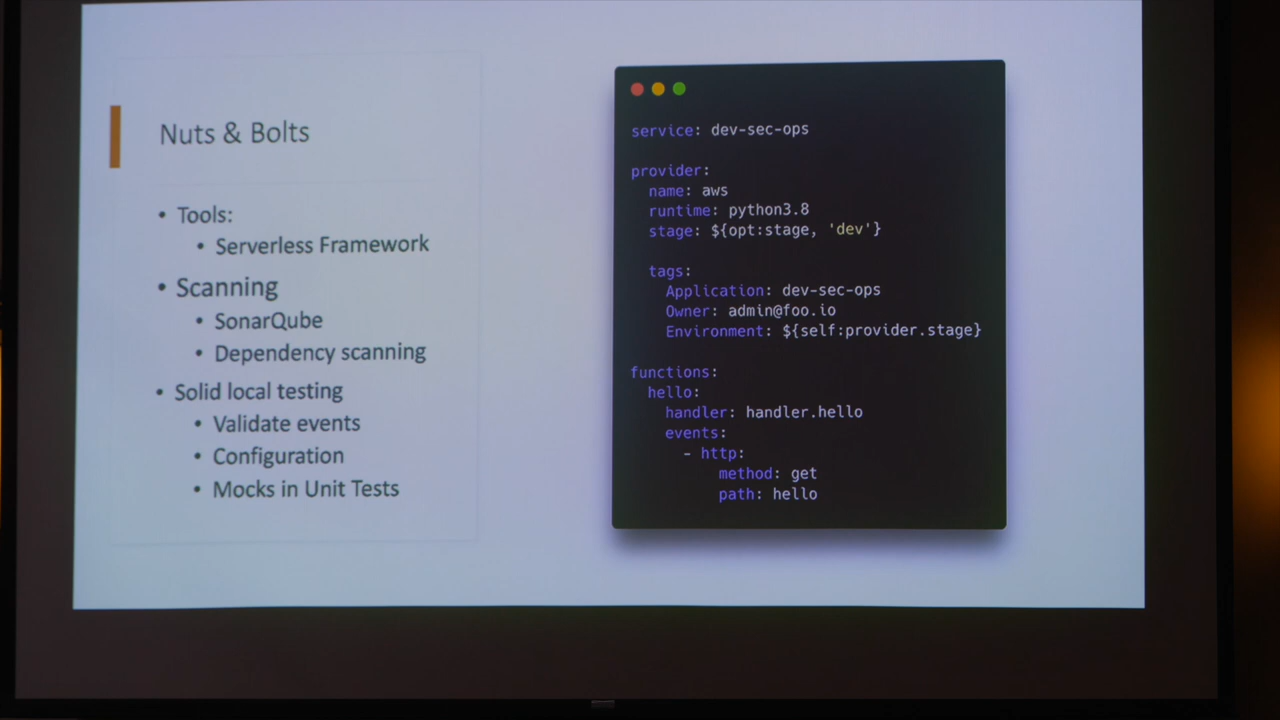 Nuts & Bolts
• Tools:
• Serverless Framework
• Scanning
• SonarQube
• Dependency scanning
• Solid local testing
• Validate events
• Configuration
• Mocks in Unit Tests
service: dev-sec-ops
provider:
name: aws
runtime: python3.8
stage: ${opt:stage, 'dev'}
tags:
Application: dev-sec-ops
Owner: admin@foo.io
Environment: ${self:provider.stage}
functions:
hello:
handler: handler.hello
events:
- http:
method: get
path: hello